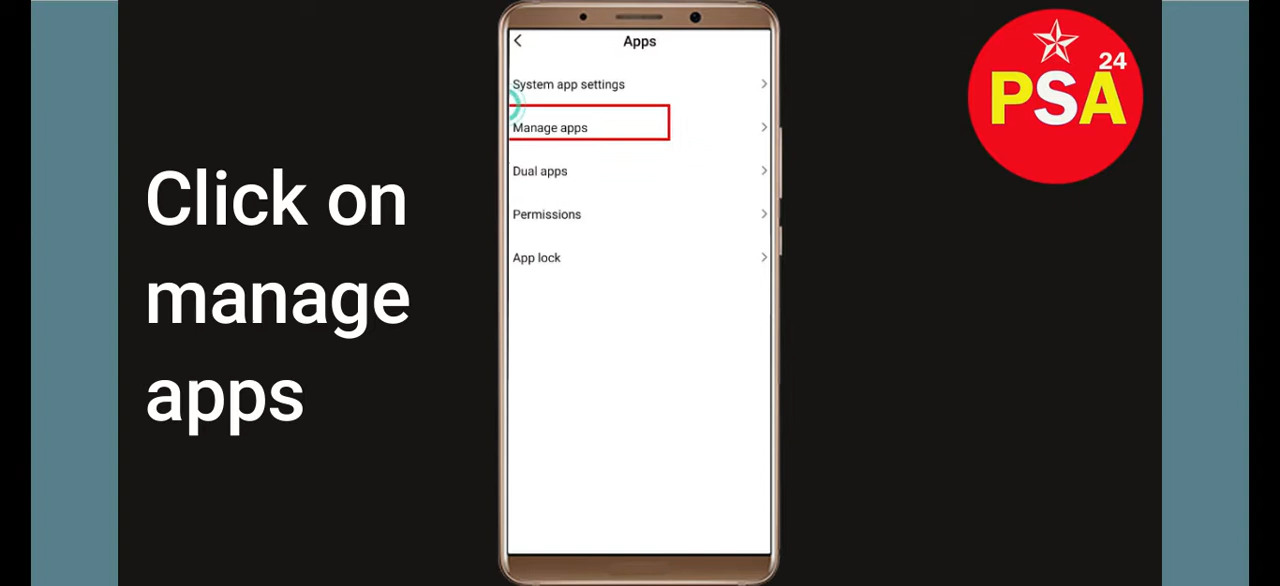 Click on
manage
apps
Apps
System app settings
Manage apps
Dual apps
Permissions
App lock
24
PSA